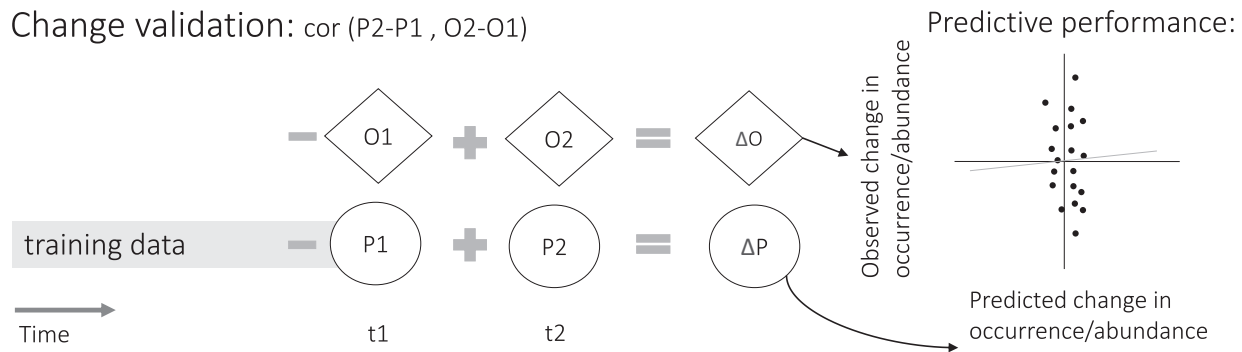 Change validation: cor (P2-P1 , O2-O1)
Predictive performance:
− O1 + O2 = ΔO
Observed change in
occurrence/abundance
training data − P1 + P2 = ΔP
Predicted change in
occurrence/abundance
Time t1 t2